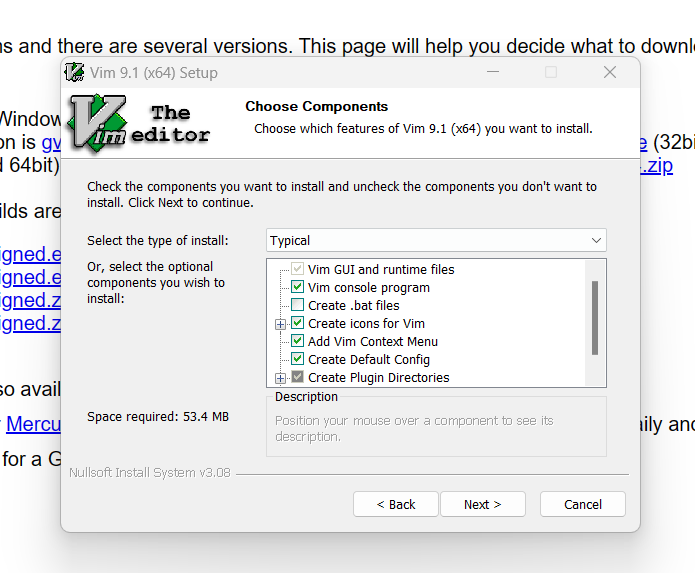 ns and there are several versions. This page will help you decide what to downl
Vim 9.1 (x64) Setup
Window
on is gv
e (32bi
d 64bit)
.zip
The
Vim editor
Choose Components
Choose which features of Vim 9.1 (x64) you want to install.
Check the components you want to install and uncheck the components you don't want to
install. Click Next to continue.
ilds are
Select the type of install:
Typical
igned.e
igned.e
igned.z
igned.z
Or, select the optional
components you wish to
install:
Vim GUI and runtime files
Vim console program
Create .bat files
Create icons for Vim
Add Vim Context Menu
Create Default Config
Create Plugin Directories
so avail
Mercu
aily and
for a G
Space required: 53.4 MB
Description
Position your mouse over a component to see its
description.
Nullsoft Install System v3.08
< Back
Next >
Cancel